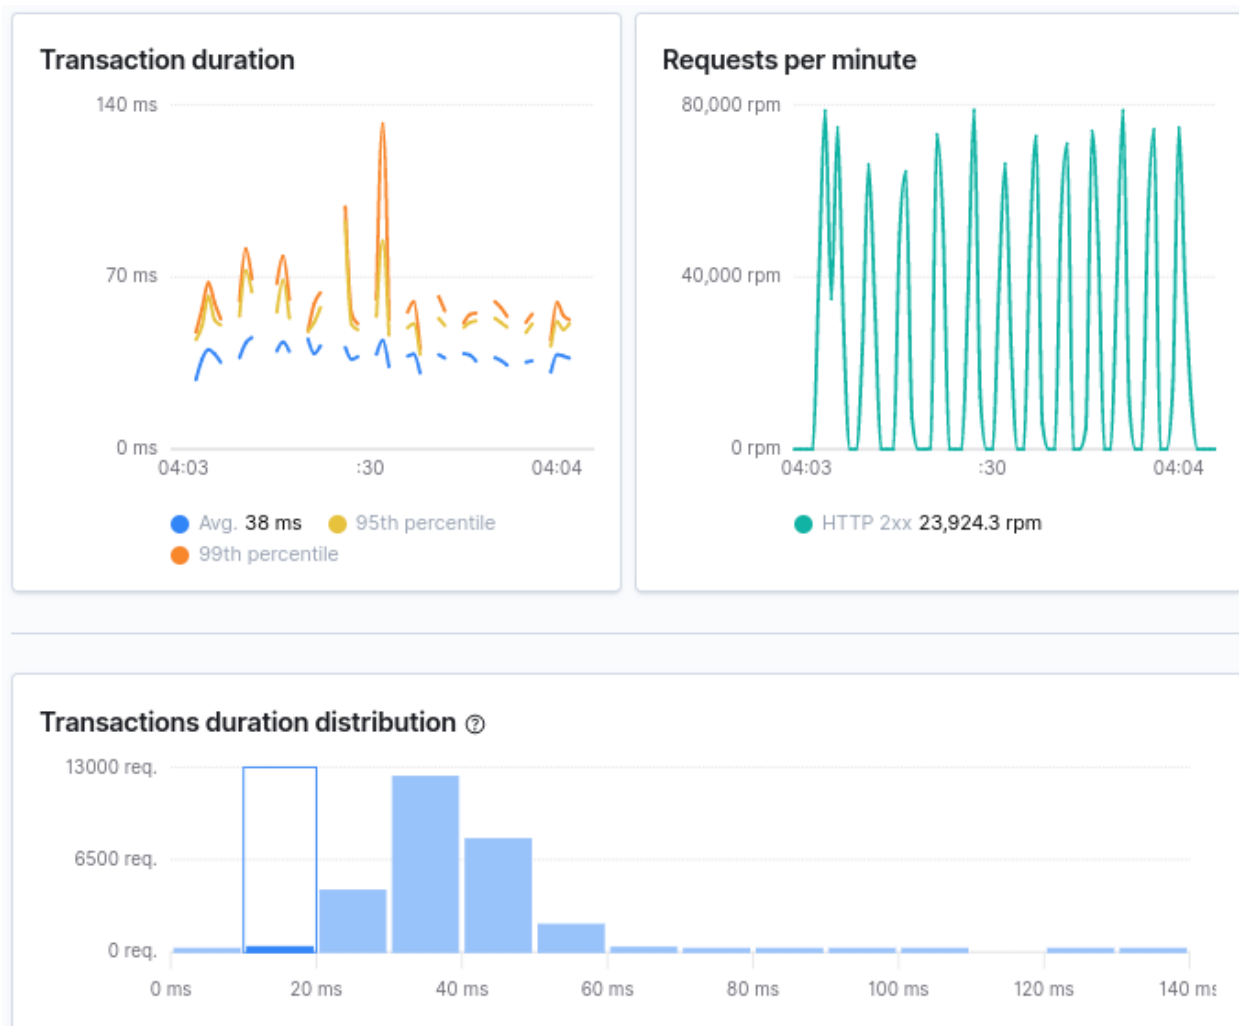 Transaction duration
140 ms
70 ms
0 ms
04:03 :30 04:04
Avg. 38 ms 95th percentile
99th percentile
Requests per minute
80,000 rpm
40,000 rpm
0 rpm
04:03 :30 04:04
HTTP 2xx 23,924.3 rpm
Transactions duration distribution ?
13000 req.
6500 req.
0 req.
0 ms 20 ms 40 ms 60 ms 80 ms 100 ms 120 ms 140 ms